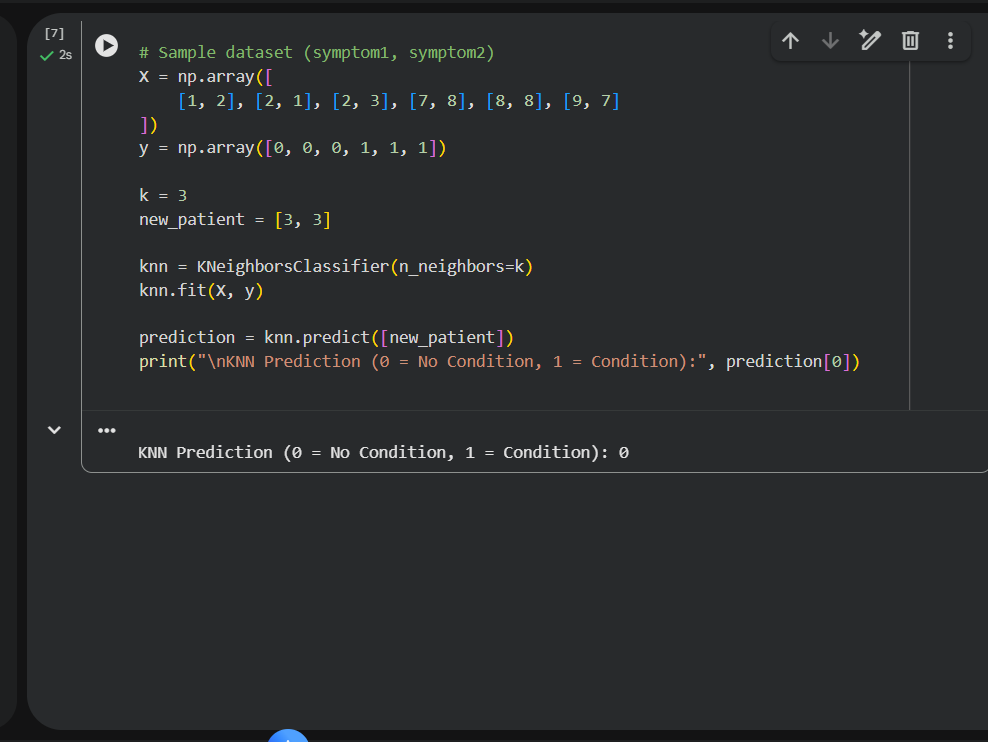 [7]
2s
# Sample dataset (symptom1, symptom2)
X = np.array([
    [1, 2], [2, 1], [2, 3], [7, 8], [8, 8], [9, 7]
])
y = np.array([0, 0, 0, 1, 1, 1])
k = 3
new_patient = [3, 3]
knn = KNeighborsClassifier(n_neighbors=k)
knn.fit(X, y)
prediction = knn.predict([new_patient])
print("\nKNN Prediction (0 = No Condition, 1 = Condition):", prediction[0])
KNN Prediction (0 = No Condition, 1 = Condition): 0